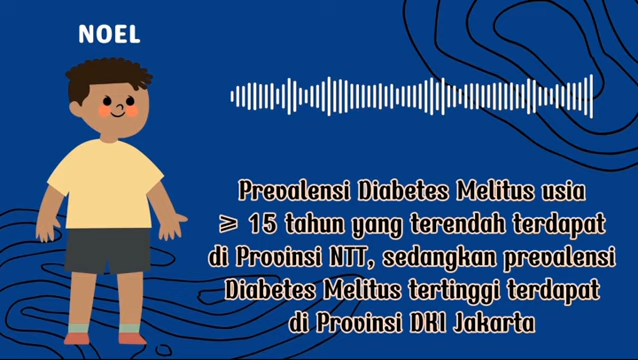 NOEL
Prevalensi Diabetes Melitus usia
≥ 15 tahun yang terendah terdapat
di Provinsi NTT, sedangkan prevalensi
Diabetes Melitus tertinggi terdapat
di Provinsi DKI Jakarta